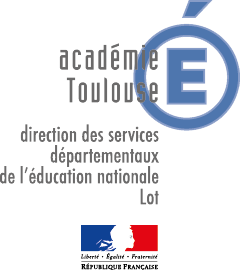 académie
Toulouse
É
direction des services
départementaux
de l'éducation nationale
Lot
Liberté • Égalité • Fraternité
RÉPUBLIQUE FRANÇAISE